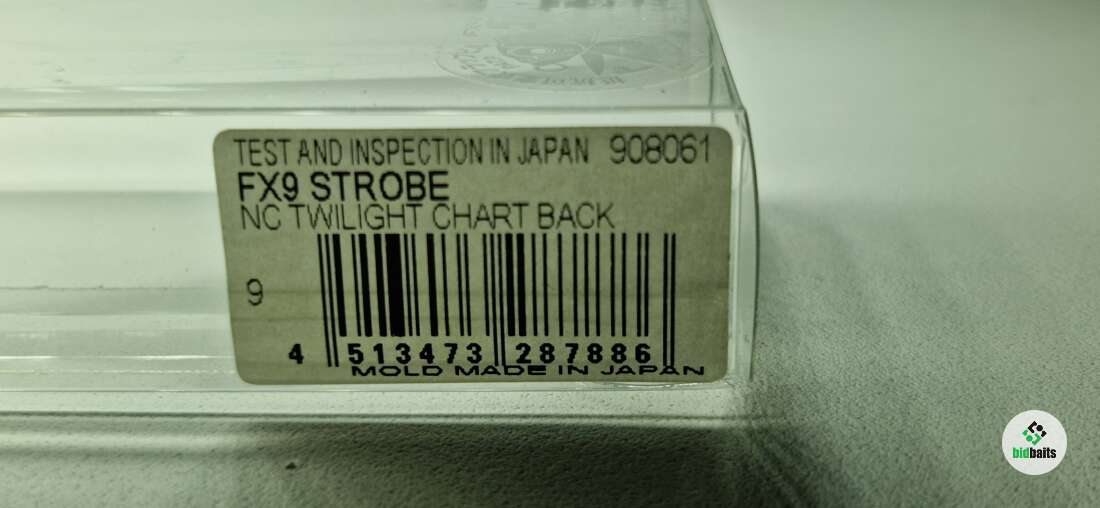 TEST AND INSPECTION IN JAPAN 908061
FX9 STROBE
NC TWILIGHT CHART BACK
9
4 513473 287886
MOLD MADE IN JAPAN
bidbaits